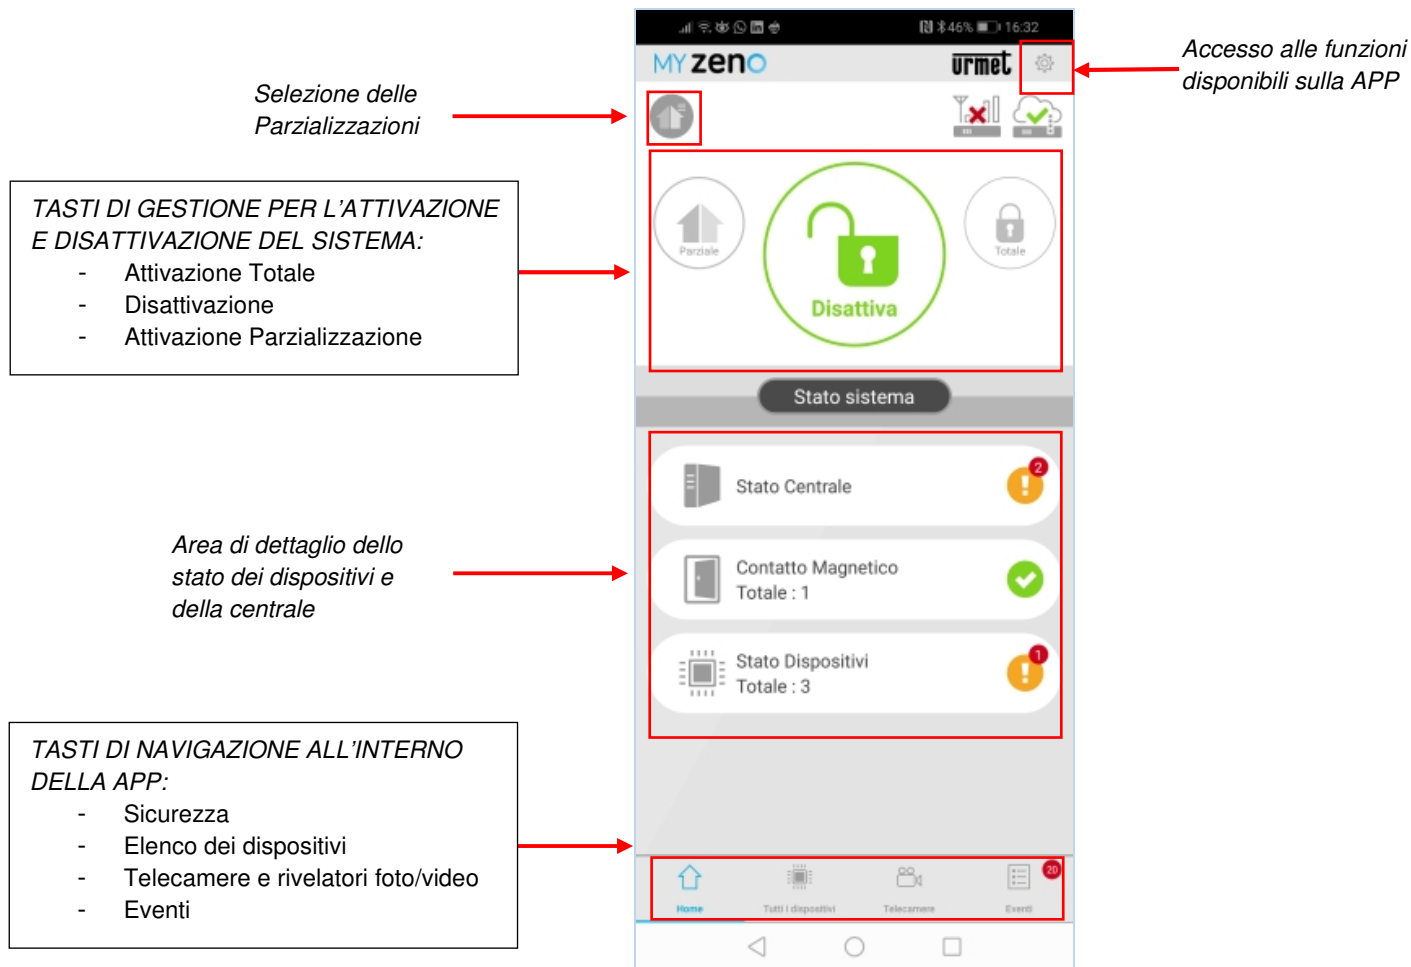 46% 16:32
MY zeno
urmet
Accesso alle funzioni
disponibili sulla APP
Selezione delle
Parzializzazioni
TASTI DI GESTIONE PER L'ATTIVAZIONE
E DISATTIVAZIONE DEL SISTEMA:
- Attivazione Totale
- Disattivazione
- Attivazione Parzializzazione
Parziale
Disattiva
Totale
Stato sistema
Stato Centrale
2
Area di dettaglio dello
stato dei dispositivi e
della centrale
Contatto Magnetico
Totale : 1
Stato Dispositivi
Totale : 3
1
TASTI DI NAVIGAZIONE ALL'INTERNO
DELLA APP:
- Sicurezza
- Elenco dei dispositivi
- Telecamere e rivelatori foto/video
- Eventi
20
Home
Tutti i dispositivi
Telecamere
Eventi